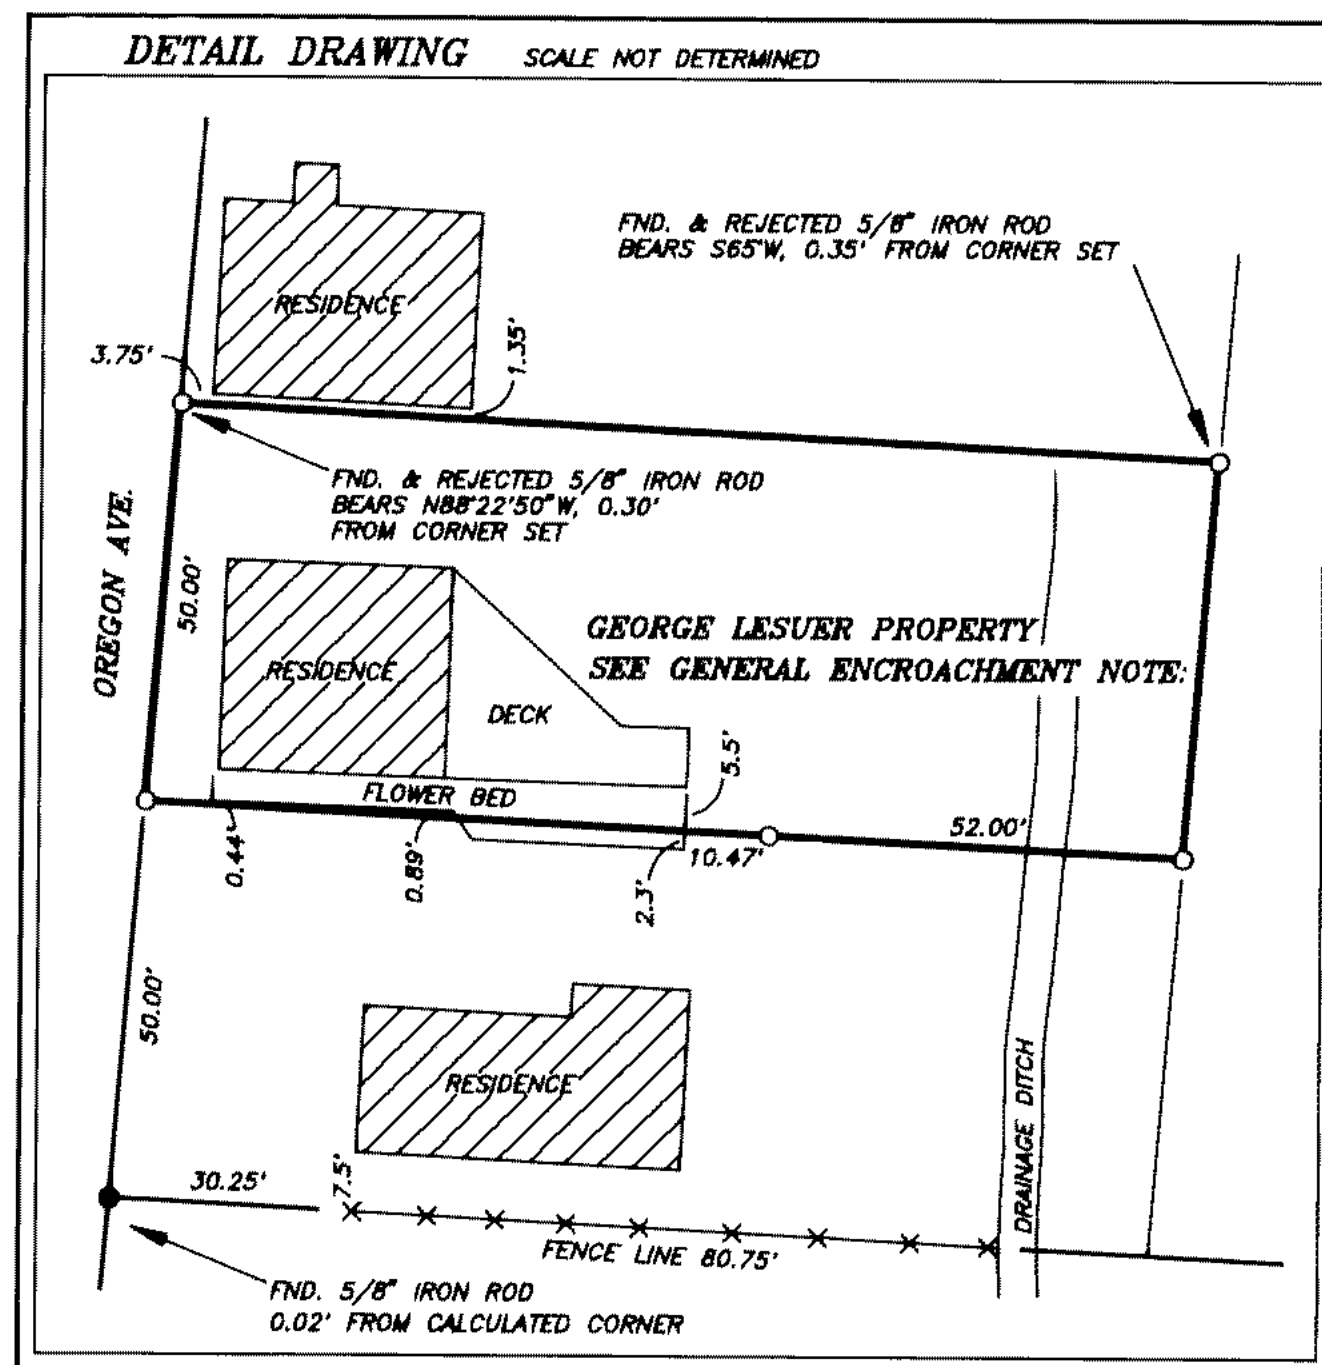 DETAIL DRAWING SCALE NOT DETERMINED
FND. & REJECTED 5/8" IRON ROD
BEARS S65°W, 0.35' FROM CORNER SET
RESIDENCE
3.75'
1.35'
FND. & REJECTED 5/8" IRON ROD
BEARS N88°22'50"W, 0.30'
FROM CORNER SET
OREGON AVE.
50.00'
GEORGE LESUER PROPERTY
SEE GENERAL ENCROACHMENT NOTE:
RESIDENCE
DECK
5.5'
FLOWER BED
52.00'
0.44'
0.89'
2.3'
10.47'
50.00'
RESIDENCE
DRAINAGE DITCH
30.25'
7.5'
FENCE LINE 80.75'
FND. 5/8" IRON ROD
0.02' FROM CALCULATED CORNER